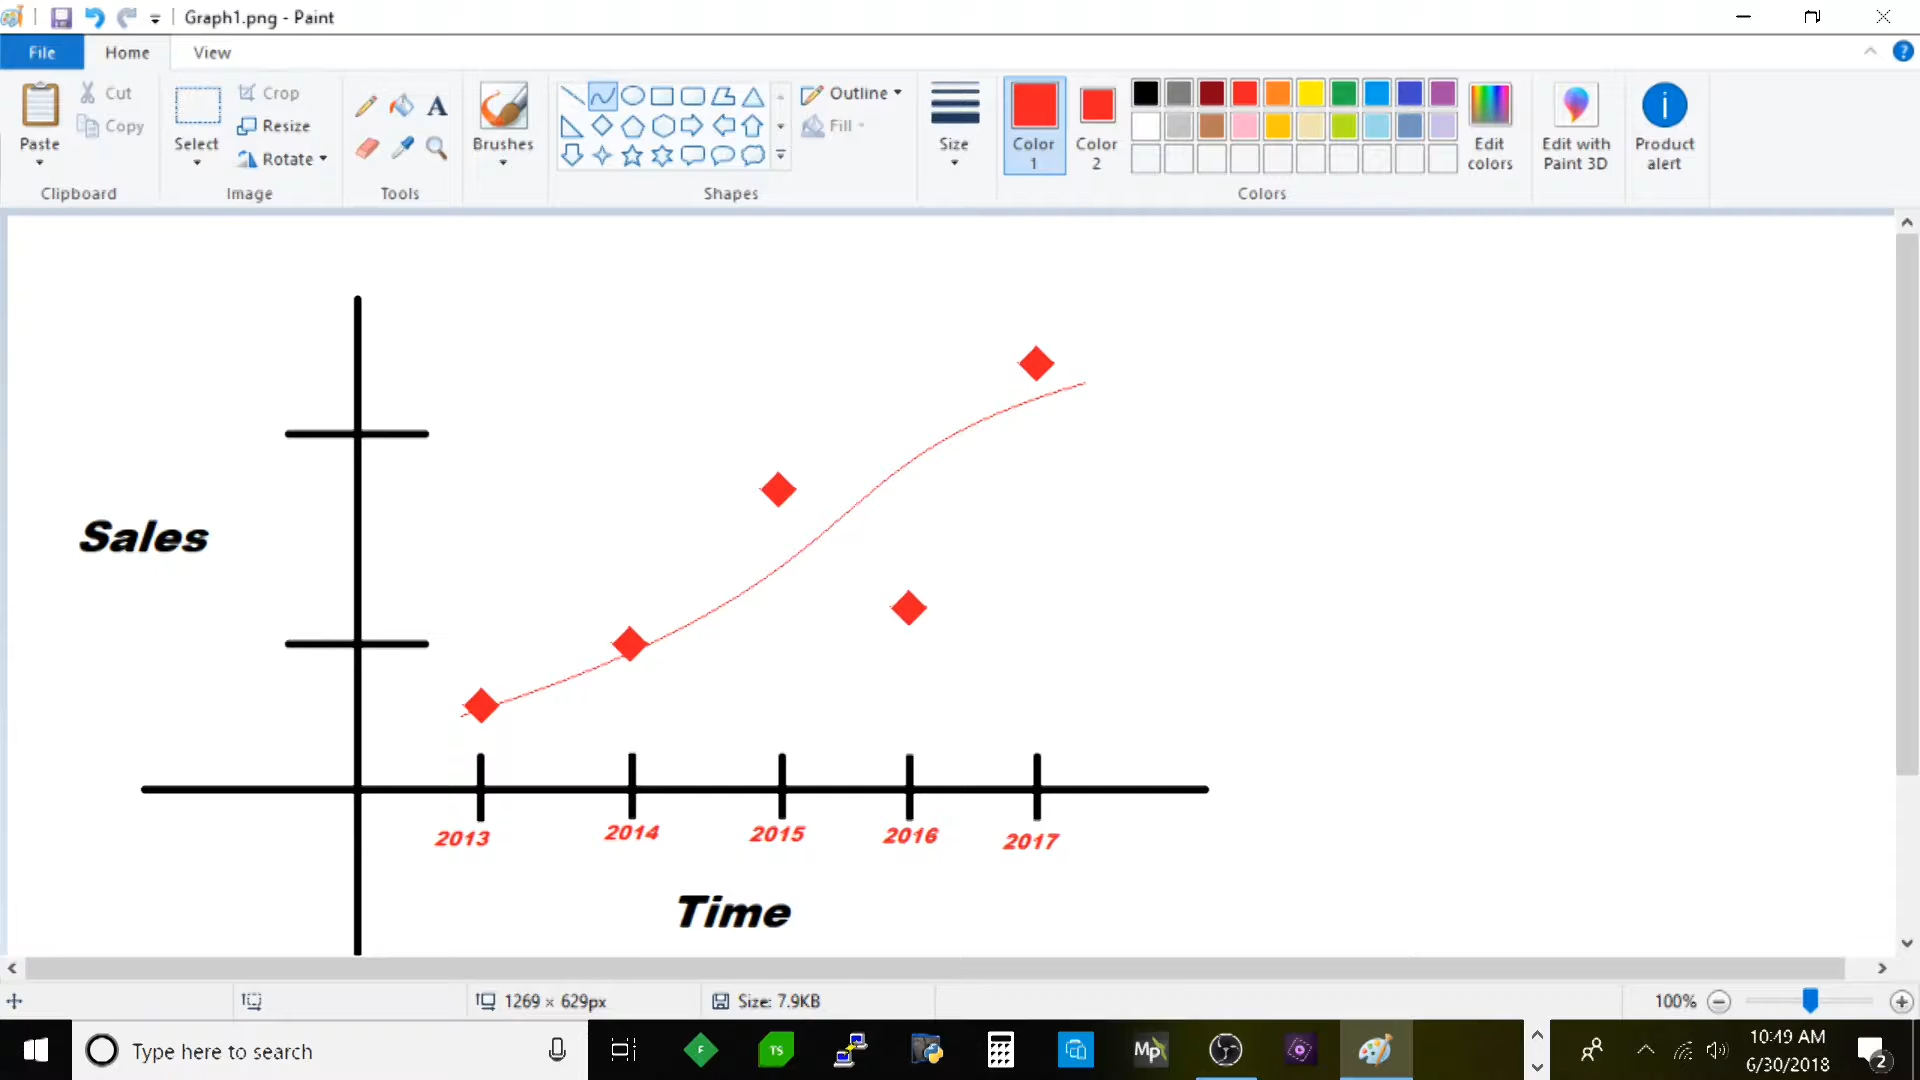 Graph1.png - Paint
File Home View
Paste
Cut
Copy
Clipboard
Select
Crop
Resize
Rotate
Image
A
Tools
Brushes
Outline
Fill
Shapes
Size
Color 1
Color 2
Edit colors
Colors
Edit with Paint 3D
Product alert
Sales
2013 2014 2015 2016 2017
Time
1269 × 629px
Size: 7.9KB
100%
Type here to search
F
TS
Mp
10:49 AM
6/30/2018
2